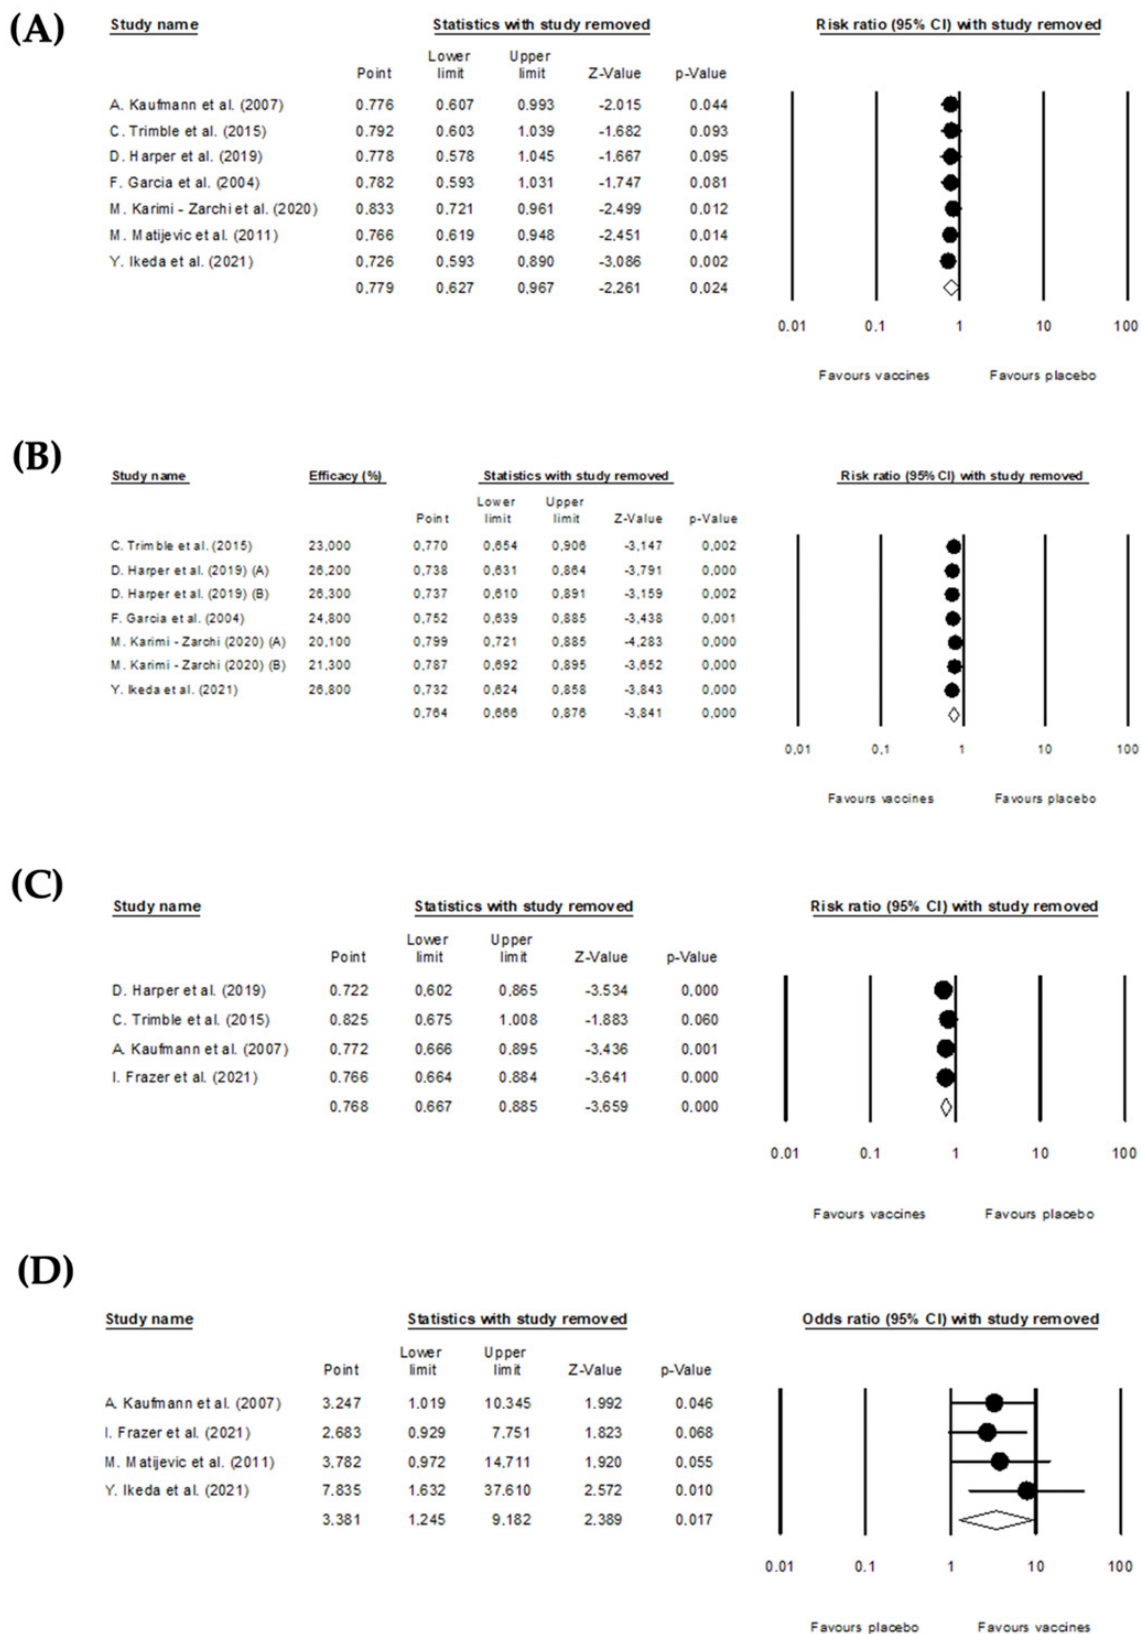 (A)
Study name Statistics with study removed Risk ratio (95% CI) with study removed
Lower Upper
Point limit limit Z-Value p-Value
A. Kaufmann et al. (2007) 0.776 0.607 0.993 -2.015 0.044
C. Trimble et al. (2015) 0.792 0.603 1.039 -1.682 0.093
D. Harper et al. (2019) 0.778 0.578 1.045 -1.667 0.095
F. Garcia et al. (2004) 0.782 0.593 1.031 -1.747 0.081
M. Karimi - Zarchi et al. (2020) 0.833 0.721 0.961 -2.499 0.012
M. Matijevic et al. (2011) 0.766 0.619 0.948 -2.451 0.014
Y. Ikeda et al. (2021) 0.726 0.593 0.890 -3.086 0.002
0.779 0.627 0.967 -2.261 0.024
0.01 0.1 1 10 100
Favours vaccines Favours placebo
(B)
Study name Efficacy (%) Statistics with study removed Risk ratio (95% CI) with study removed
Lower Upper
Point limit limit Z-Value p-Value
C. Trimble et al. (2015) 23,000 0,770 0,654 0,906 -3,147 0,002
D. Harper et al. (2019) (A) 26,200 0,738 0,631 0,864 -3,791 0,000
D. Harper et al. (2019) (B) 26,300 0,737 0,610 0,891 -3,159 0,002
F. Garcia et al. (2004) 24,800 0,752 0,639 0,885 -3,438 0,001
M. Karimi - Zarchi (2020) (A) 20,100 0,799 0,721 0,885 -4,283 0,000
M. Karimi - Zarchi (2020) (B) 21,300 0,787 0,692 0,895 -3,652 0,000
Y. Ikeda et al. (2021) 26,800 0,732 0,624 0,858 -3,843 0,000
0,764 0,666 0,876 -3,841 0,000
0,01 0,1 1 10 100
Favours vaccines Favours placebo
(C)
Study name Statistics with study removed Risk ratio (95% CI) with study removed
Lower Upper
Point limit limit Z-Value p-Value
D. Harper et al. (2019) 0.722 0.602 0.865 -3.534 0.000
C. Trimble et al. (2015) 0.825 0.675 1.008 -1.883 0.060
A. Kaufmann et al. (2007) 0.772 0.666 0.895 -3.436 0.001
I. Frazer et al. (2021) 0.766 0.664 0.884 -3.641 0.000
0.768 0.667 0.885 -3.659 0.000
0.01 0.1 1 10 100
Favours vaccines Favours placebo
(D)
Study name Statistics with study removed Odds ratio (95% CI) with study removed
Lower Upper
Point limit limit Z-Value p-Value
A. Kaufmann et al. (2007) 3.247 1.019 10.345 1.992 0.046
I. Frazer et al. (2021) 2.683 0.929 7.751 1.823 0.068
M. Matijevic et al. (2011) 3.782 0.972 14.711 1.920 0.055
Y. Ikeda et al. (2021) 7.835 1.632 37.610 2.572 0.010
3.381 1.245 9.182 2.389 0.017
0.01 0.1 1 10 100
Favours placebo Favours vaccines